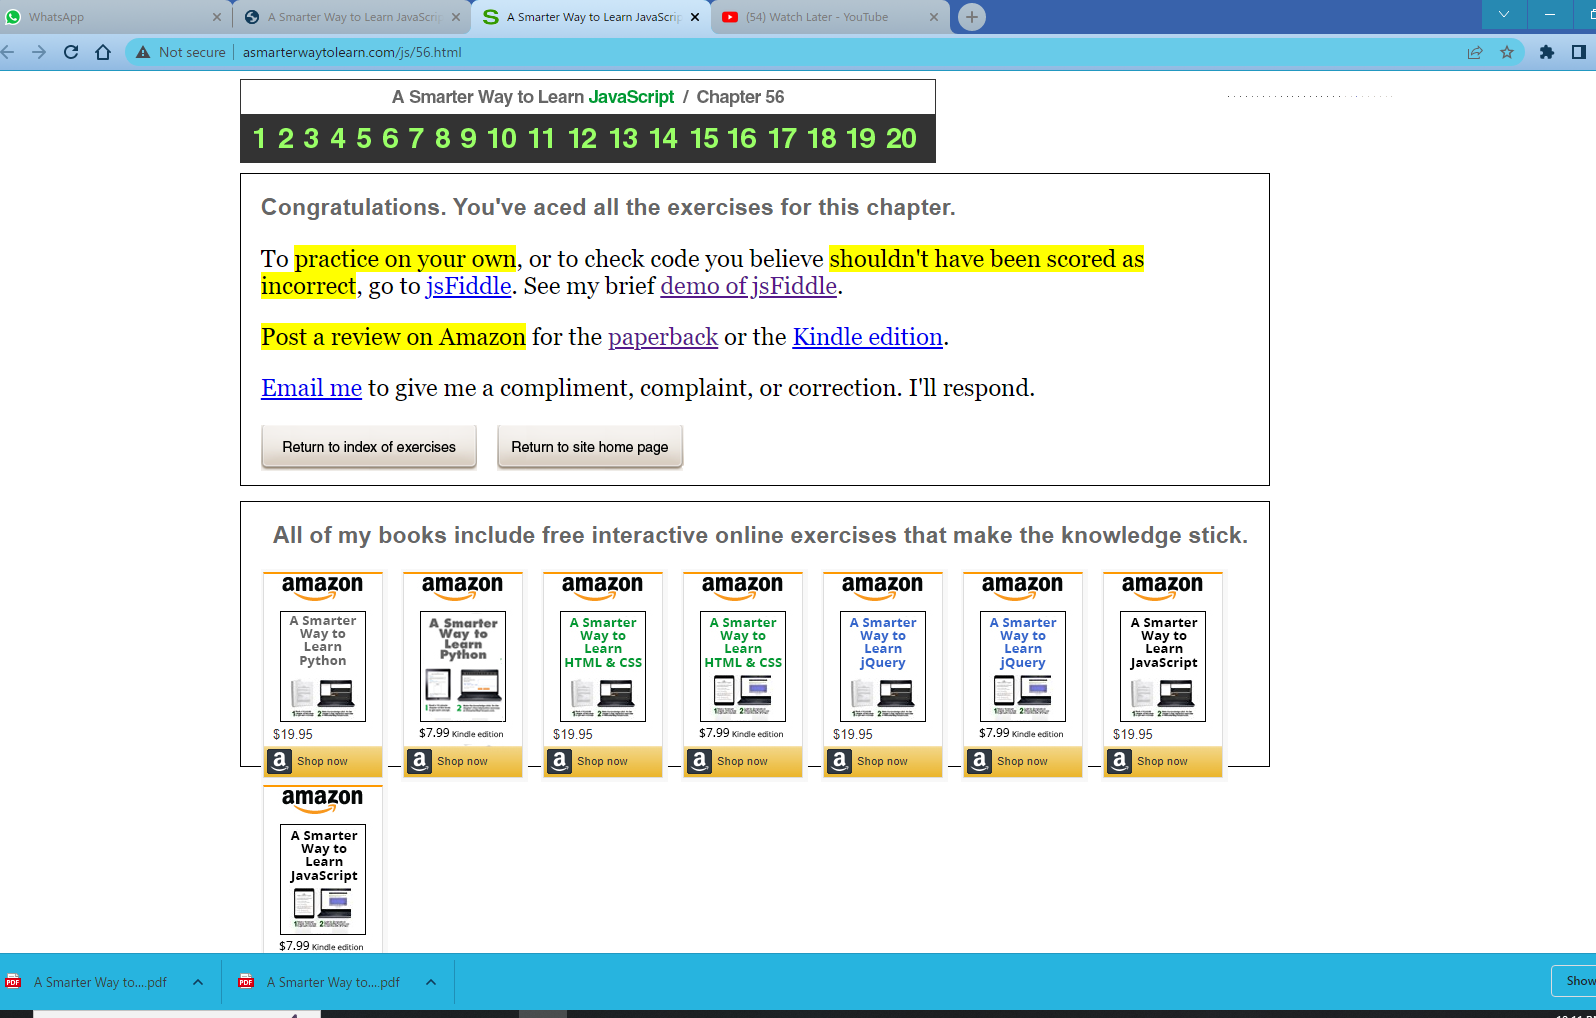 WhatsApp
A Smarter Way to Learn JavaScrip
A Smarter Way to Learn JavaScrip
(54) Watch Later - YouTube
Not secure
asmarterwaytolearn.com/js/56.html
A Smarter Way to Learn JavaScript / Chapter 56
1 2 3 4 5 6 7 8 9 10 11 12 13 14 15 16 17 18 19 20
Congratulations. You've aced all the exercises for this chapter.
To practice on your own, or to check code you believe shouldn't have been scored as
incorrect, go to jsFiddle. See my brief demo of jsFiddle.
Post a review on Amazon for the paperback or the Kindle edition.
Email me to give me a compliment, complaint, or correction. I'll respond.
Return to index of exercises
Return to site home page
All of my books include free interactive online exercises that make the knowledge stick.
amazon
A Smarter
Way to
Learn
Python
$19.95
a Shop now
amazon
A Smarter
Way to
Learn
Python
$7.99 Kindle edition
a Shop now
amazon
A Smarter
Way to
Learn
HTML & CSS
$19.95
a Shop now
amazon
A Smarter
Way to
Learn
HTML & CSS
$7.99 Kindle edition
a Shop now
amazon
A Smarter
Way to
Learn
jQuery
$19.95
a Shop now
amazon
A Smarter
Way to
Learn
jQuery
$7.99 Kindle edition
a Shop now
amazon
A Smarter
Way to
Learn
JavaScript
$19.95
a Shop now
amazon
A Smarter
Way to
Learn
JavaScript
$7.99 Kindle edition
PDF A Smarter Way to....pdf
PDF A Smarter Way to....pdf
Show